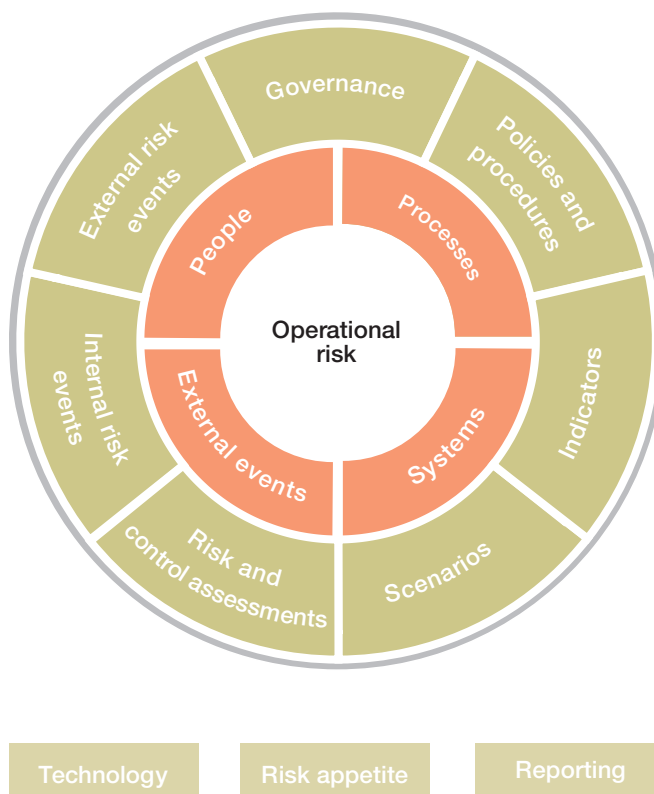 Governance
Policies and
procedures
Indicators
Scenarios
Risk and
control assessments
Internal risk
events
External risk
events
People
Processes
Systems
External events
Operational
risk
Technology
Risk appetite
Reporting